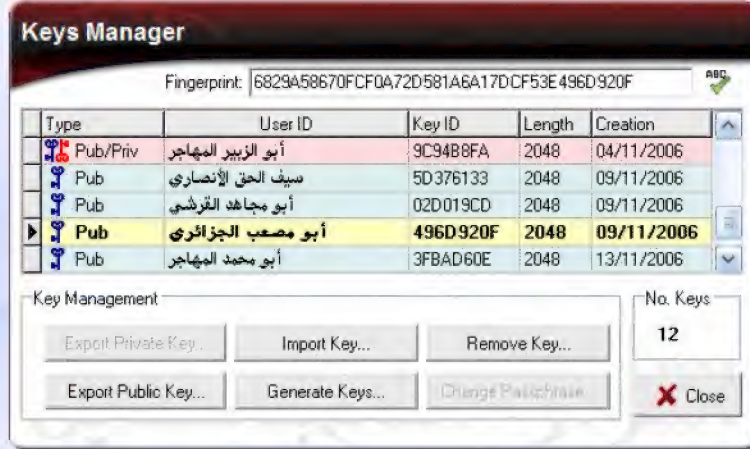 Keys Manager
Fingerprint: 6829A58670FCF0A72D581A6A17DCF53E496D920F
ABC
Type User ID Key ID Length Creation
Pub/Priv أبو الزبير المهاجر 9C94B8FA 2048 04/11/2006
Pub سيف الحق الأنصاري 5D376133 2048 09/11/2006
Pub أبو مجاهد القرشي 02D019CD 2048 09/11/2006
Pub أبو مصعب الجزائري 496D920F 2048 09/11/2006
Pub أبو محمد المهاجر 3FBAD60E 2048 13/11/2006
Key Management No. Keys
Export Private Key... Import Key... Remove Key... 12
Export Public Key... Generate Keys... Change Passphrase... Close